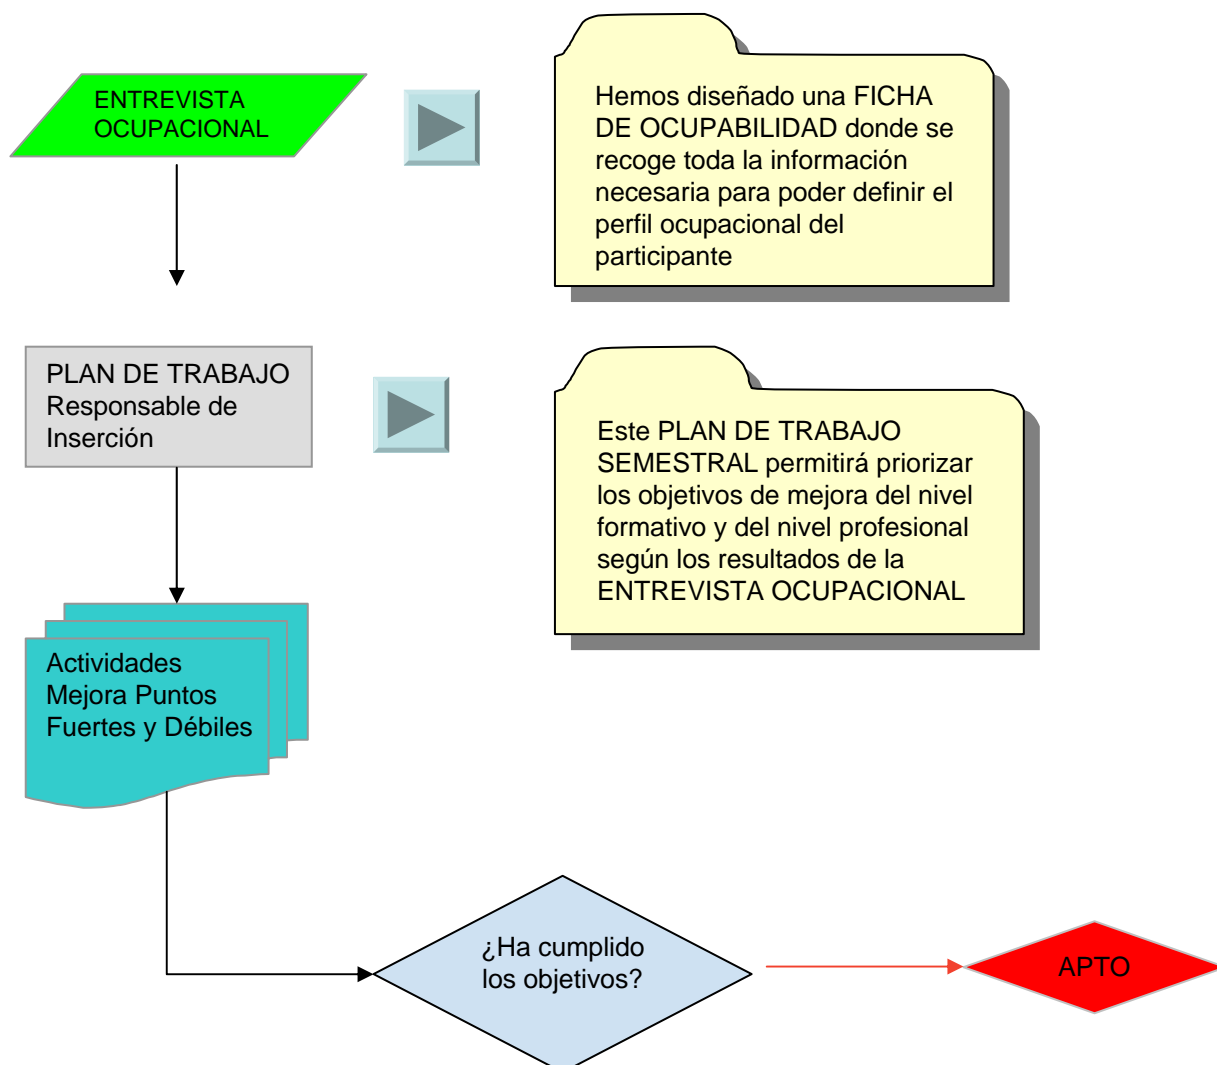 ENTREVISTA
OCUPACIONAL
Hemos diseñado una FICHA
DE OCUPABILIDAD donde se
recoge toda la información
necesaria para poder definir el
perfil ocupacional del
participante
PLAN DE TRABAJO
Responsable de
Inserción
Este PLAN DE TRABAJO
SEMESTRAL permitirá priorizar
los objetivos de mejora del nivel
formativo y del nivel profesional
según los resultados de la
ENTREVISTA OCUPACIONAL
Actividades
Mejora Puntos
Fuertes y Débiles
¿Ha cumplido
los objetivos?
APTO